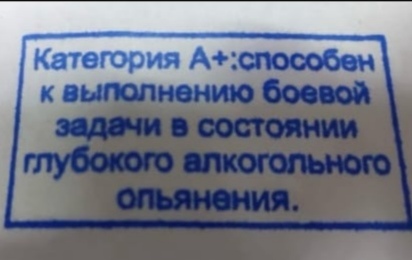 Категория А+:способен
к выполнению боевой
задачи в состоянии
глубокого алкогольного
опьянения.